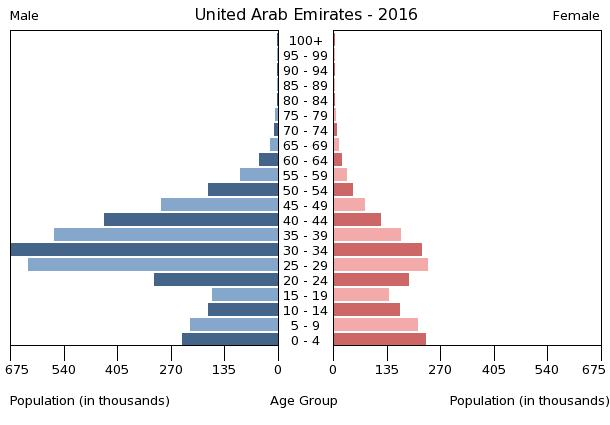 United Arab Emirates - 2016
Male
Female
100+
95 - 99
90 - 94
85 - 89
80 - 84
75 - 79
70 - 74
65 - 69
60 - 64
55 - 59
50 - 54
45 - 49
40 - 44
35 - 39
30 - 34
25 - 29
20 - 24
15 - 19
10 - 14
5 - 9
0 - 4
675 540 405 270 135 0 0 135 270 405 540 675
Population (in thousands) Age Group Population (in thousands)